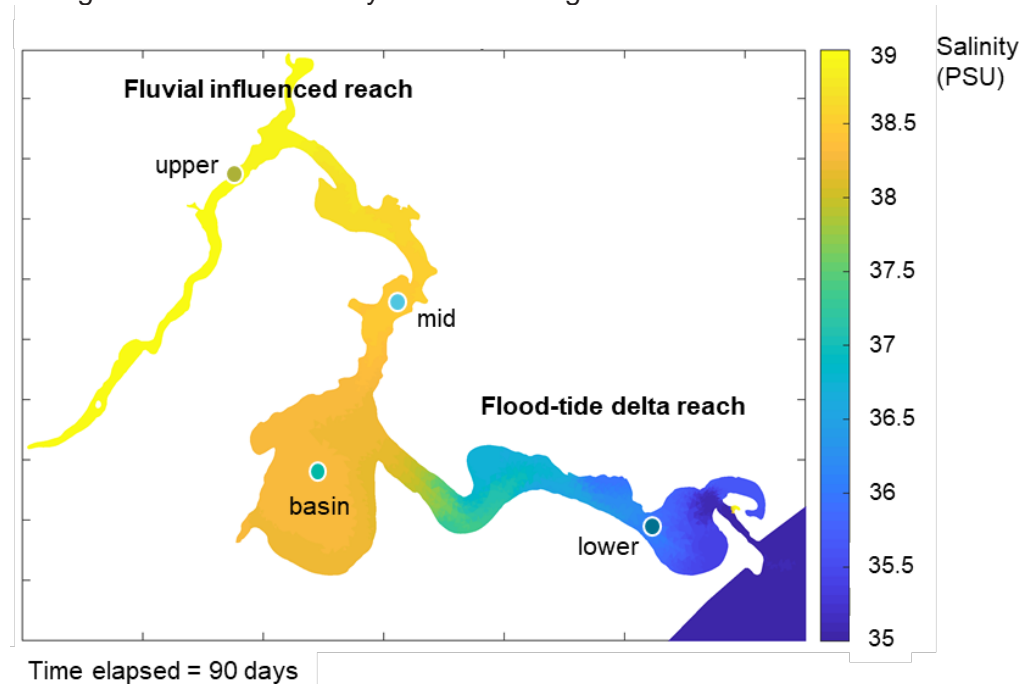 Salinity
(PSU)
39
38.5
38
37.5
37
36.5
36
35.5
35
Fluvial influenced reach
upper
mid
Flood-tide delta reach
basin
lower
Time elapsed = 90 days